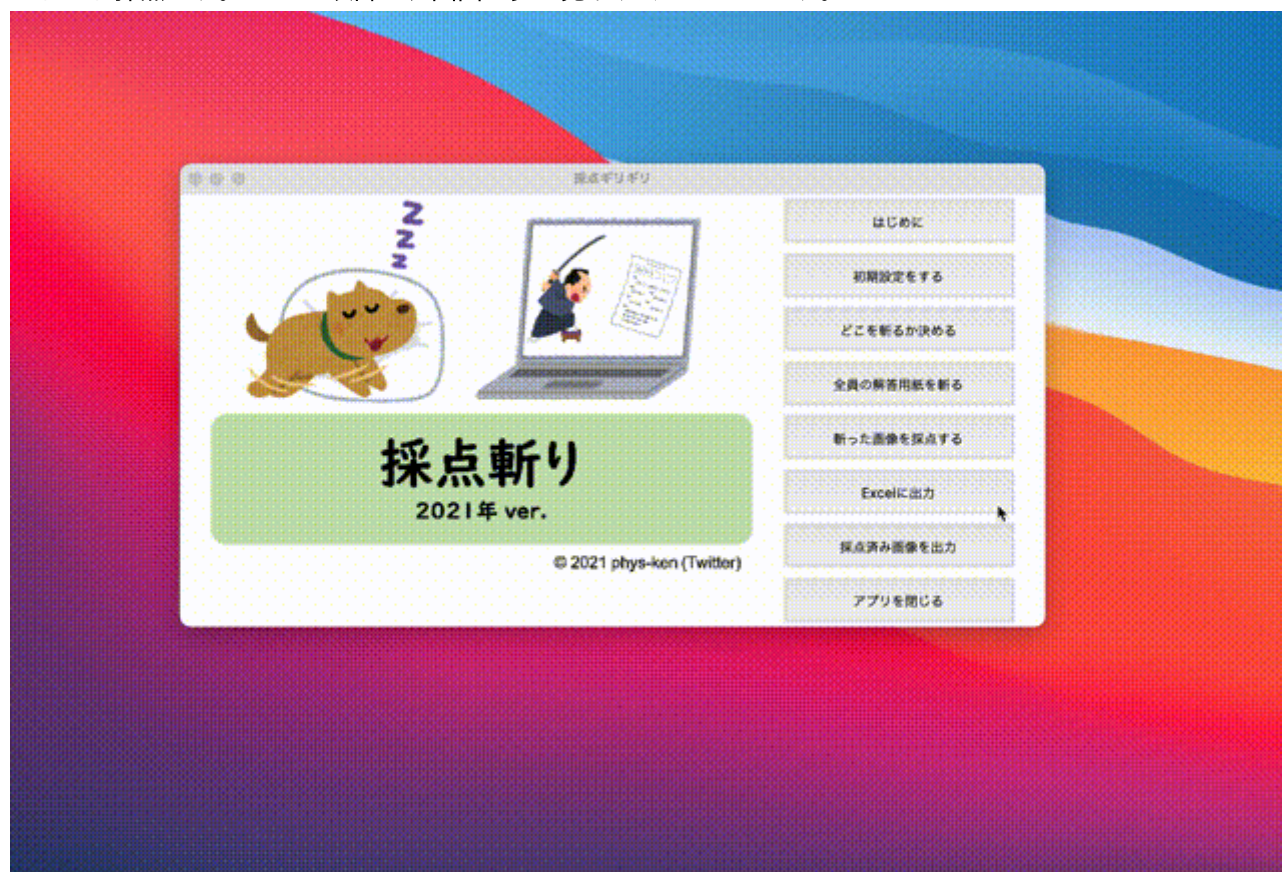 採点ギリギリ
Z
Z
Z
採点斬り
2021年 ver.
© 2021 phys-ken (Twitter)
はじめに
初期設定をする
どこを斬るか決める
全員の解答用紙を斬る
斬った画像を採点する
Excelに出力
採点済み画像を出力
アプリを閉じる